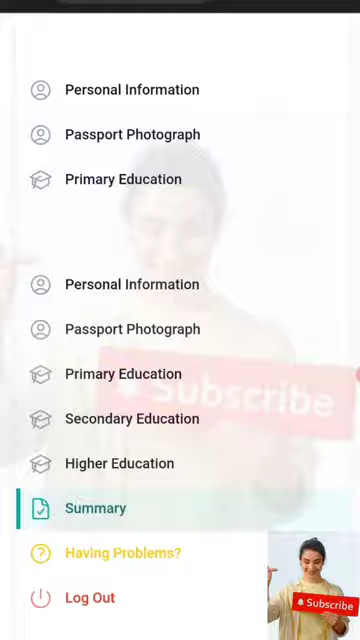 Personal Information
Passport Photograph
Primary Education
Personal Information
Passport Photograph
Primary Education
Subscribe
Secondary Education
Higher Education
Summary
Having Problems?
Log Out
Subscribe